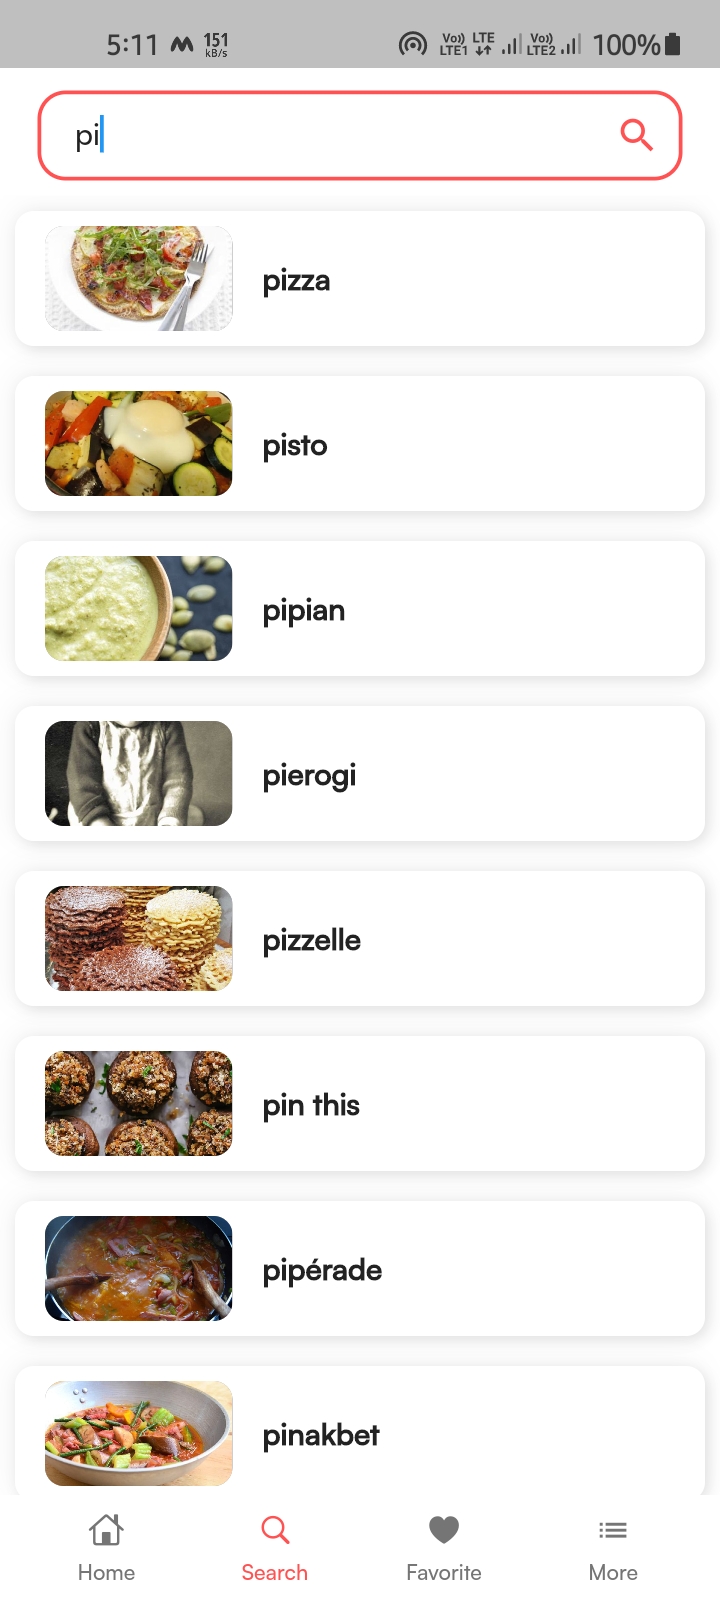 5:11 151 kB/s Vo)) LTE1 LTE Vo)) LTE2 100%
pi
pizza
pisto
pipian
pierogi
pizzelle
pin this
pipérade
pinakbet
Home Search Favorite More